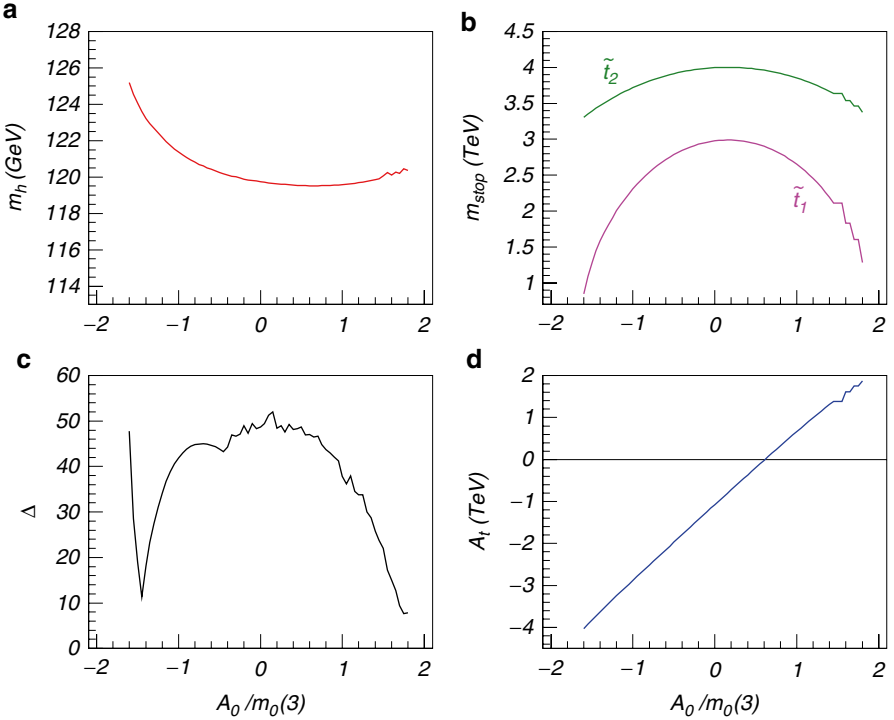 a
128
126
124
122
120
118
116
114
m_h (GeV)
−2 −1 0 1 2
b
4.5
4
3.5
3
2.5
2
1.5
1
m_stop (TeV)
t̃_2
t̃_1
−2 −1 0 1 2
c
60
50
40
30
20
10
0
Δ
−2 −1 0 1 2
A_0 /m_0(3)
d
2
1
0
−1
−2
−3
−4
A_t (TeV)
−2 −1 0 1 2
A_0 /m_0(3)